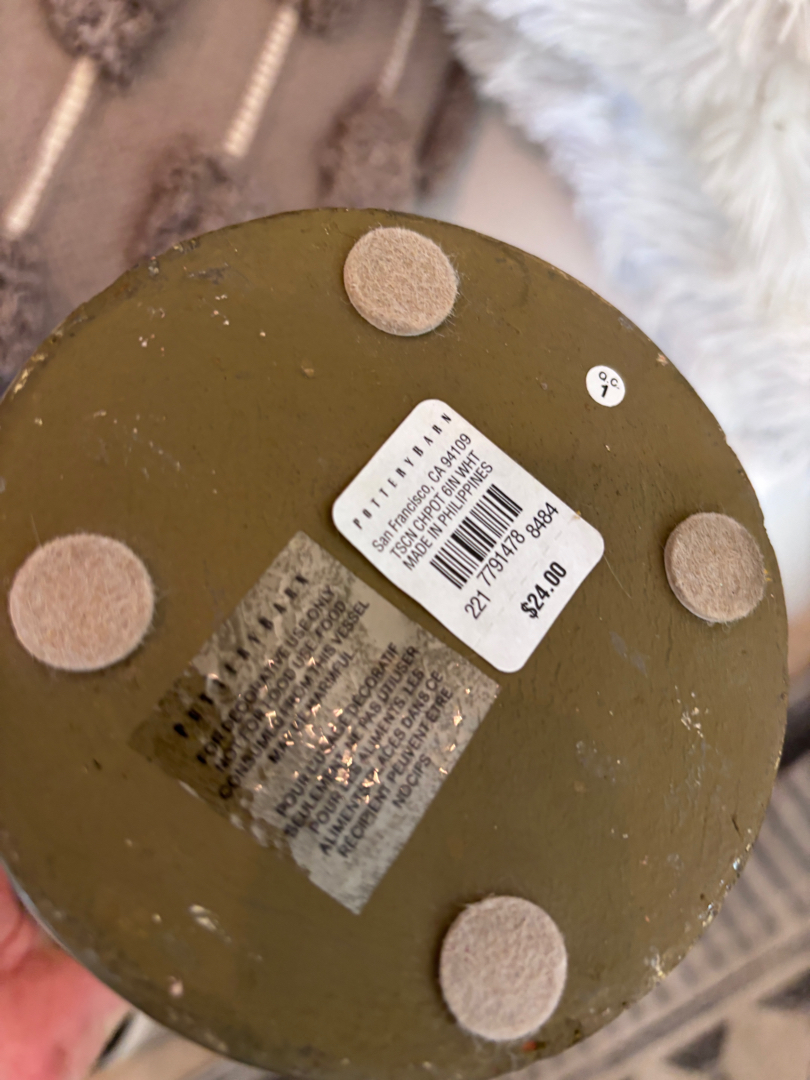 O.C.
1
POTTERYBARN
San Francisco, CA 94109
TSCN CHPOT 6IN WHT
MADE IN PHILIPPINES
221 7791478 8484
$24.00
POTTERYBARN
FOR DECORATIVE USE ONLY
NOT FOR FOOD USE. FOOD
CONSUMED FROM THIS VESSEL
MAY BE HARMFUL.
POUR USAGE DÉCORATIF
SEULEMENT. NE PAS UTILISER
POUR LES ALIMENTS. LES
ALIMENTS PLACÉS DANS CE
RECIPIENT PEUVENT ÊTRE
NOCIFS